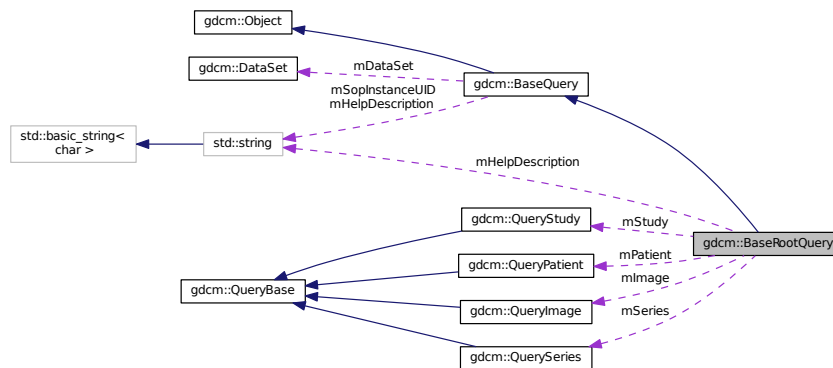 gdcm::Object
gdcm::DataSet
mDataSet
gdcm::BaseQuery
mSopInstanceUID
mHelpDescription
std::basic_string<
char >
std::string
mHelpDescription
gdcm::QueryStudy
mStudy
gdcm::BaseRootQuery
mPatient
gdcm::QueryPatient
mImage
gdcm::QueryBase
gdcm::QueryImage
mSeries
gdcm::QuerySeries